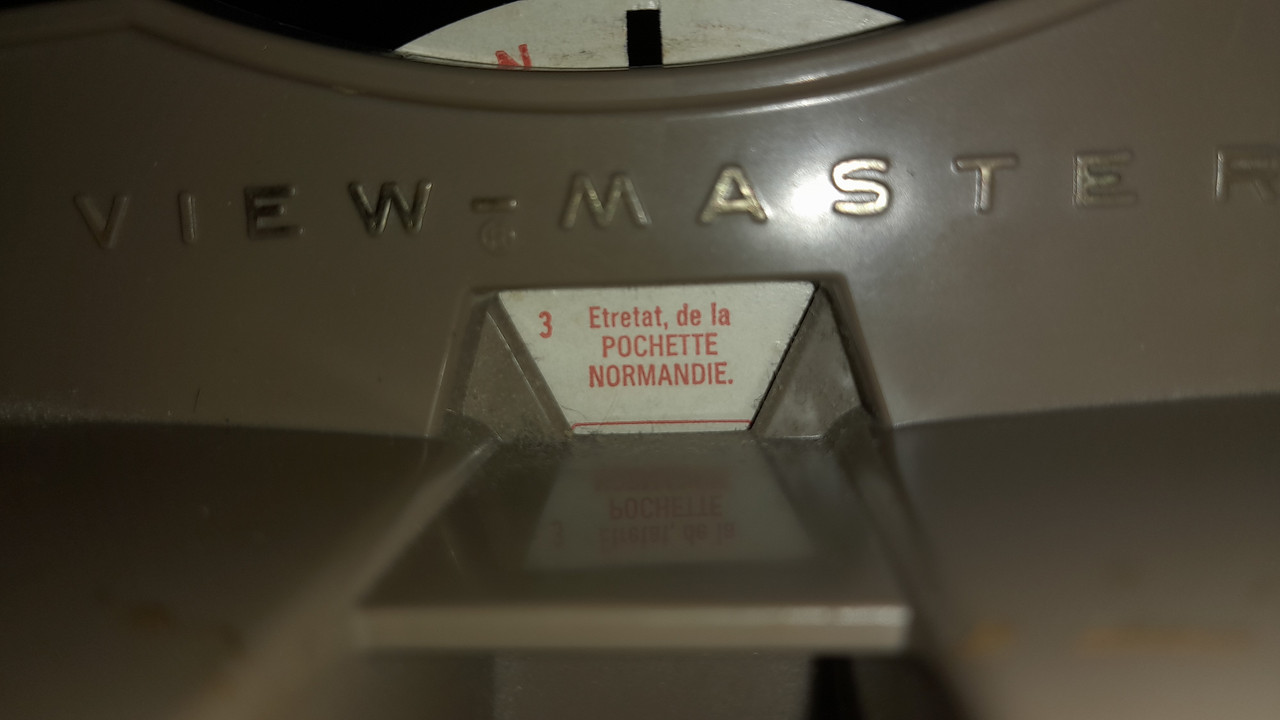 N
VIEW-MASTER
3 Etretat, de la
POCHETTE
NORMANDIE.